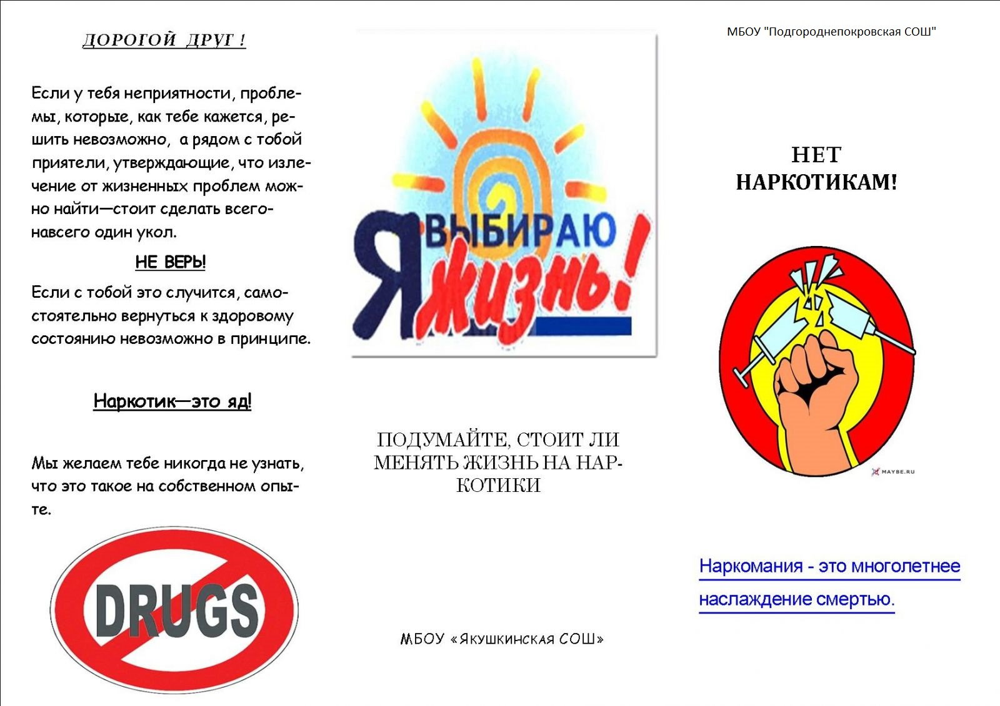 ДОРОГОЙ ДРУГ !
Если у тебя неприятности, пробле-
мы, которые, как тебе кажется, ре-
шить невозможно, а рядом с тобой
приятели, утверждающие, что изле-
чение от жизненных проблем мож-
но найти—стоит сделать всего-
навсего один укол.
НЕ ВЕРЬ!
Если с тобой это случится, само-
стоятельно вернуться к здоровому
состоянию невозможно в принципе.
Наркотик—это яд!
Мы желаем тебе никогда не узнать,
что это такое на собственном опы-
те.
DRUGS
Я ВЫБИРАЮ
жизнь!
ПОДУМАЙТЕ, СТОИТ ЛИ
МЕНЯТЬ ЖИЗНЬ НА НАР-
КОТИКИ
МБОУ «Якушкинская СОШ»
МБОУ "Подгороднепокровская СОШ"
НЕТ
НАРКОТИКАМ!
MAYBE.RU
Наркомания - это многолетнее
наслаждение смертью.